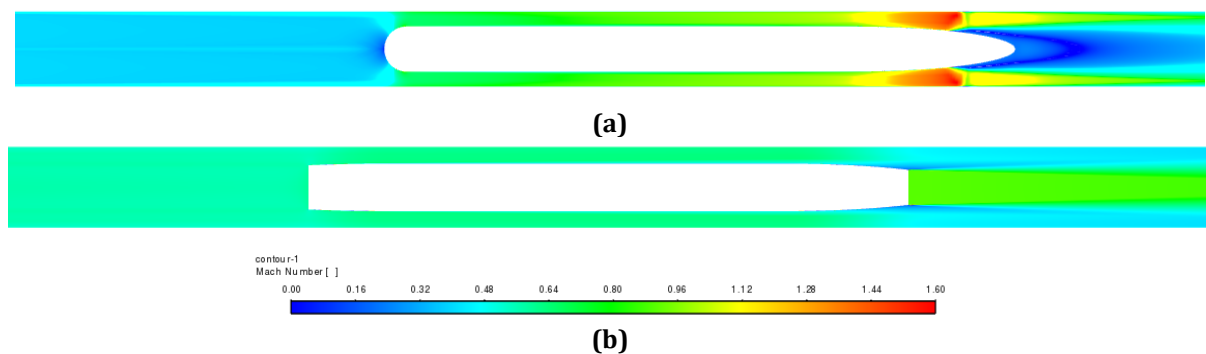 (a)
contour-1
Mach Number [ ]
0.00 0.16 0.32 0.48 0.64 0.80 0.96 1.12 1.28 1.44 1.60
(b)